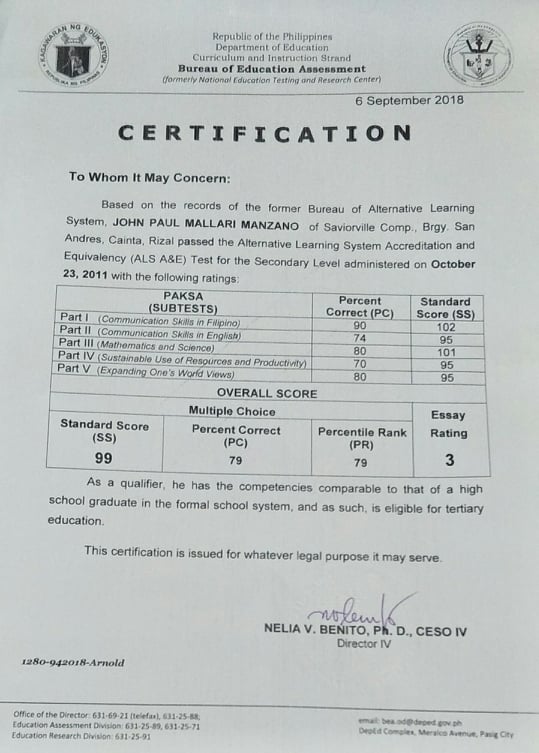 KAGAWARAN NG EDUKASYON
REPUBLIKA NG PILIPINAS
Republic of the Philippines
Department of Education
Curriculum and Instruction Strand
Bureau of Education Assessment
(formerly National Education Testing and Research Center)
6 September 2018
CERTIFICATION
To Whom It May Concern:
Based on the records of the former Bureau of Alternative Learning
System, JOHN PAUL MALLARI MANZANO of Saviorville Comp., Brgy. San
Andres, Cainta, Rizal passed the Alternative Learning System Accreditation and
Equivalency (ALS A&E) Test for the Secondary Level administered on October
23, 2011 with the following ratings:
PAKSA
(SUBTESTS)
Percent
Correct (PC)
Standard
Score (SS)
Part I (Communication Skills in Filipino) 90 102
Part II (Communication Skills in English) 74 95
Part III (Mathematics and Science) 80 101
Part IV (Sustainable Use of Resources and Productivity) 70 95
Part V (Expanding One's World Views) 80 95
OVERALL SCORE
Multiple Choice
Essay
Rating
Standard Score
(SS)
Percent Correct
(PC)
Percentile Rank
(PR)
99 79 79 3
As a qualifier, he has the competencies comparable to that of a high
school graduate in the formal school system, and as such, is eligible for tertiary
education.
This certification is issued for whatever legal purpose it may serve.
NELIA V. BENITO, Ph. D., CESO IV
Director IV
1280-942018-Arnold
Office of the Director: 631-69-21 (telefax), 631-25-88;
Education Assessment Division: 631-25-89, 631-25-71
Education Research Division: 631-25-91
email: bea.od@deped.gov.ph
DepEd Complex, Meralco Avenue, Pasig City